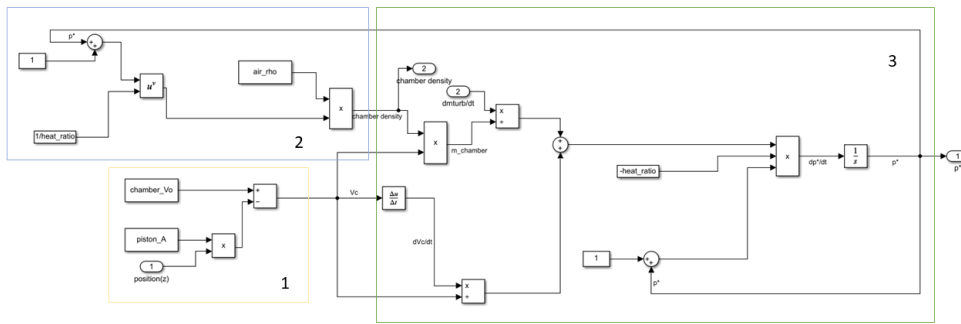 p*
1
1/heat_ratio
u^v
air_rho
x
chamber density
2
2
chamber density
2
dmturb/dt
x
÷
x
m_chamber
3
-heat_ratio
x
dp*/dt
1
s
p*
1
p*
1
p*
chamber_Vo
piston_A
x
1
position(z)
1
Vc
Δu
Δt
dVc/dt
x
÷